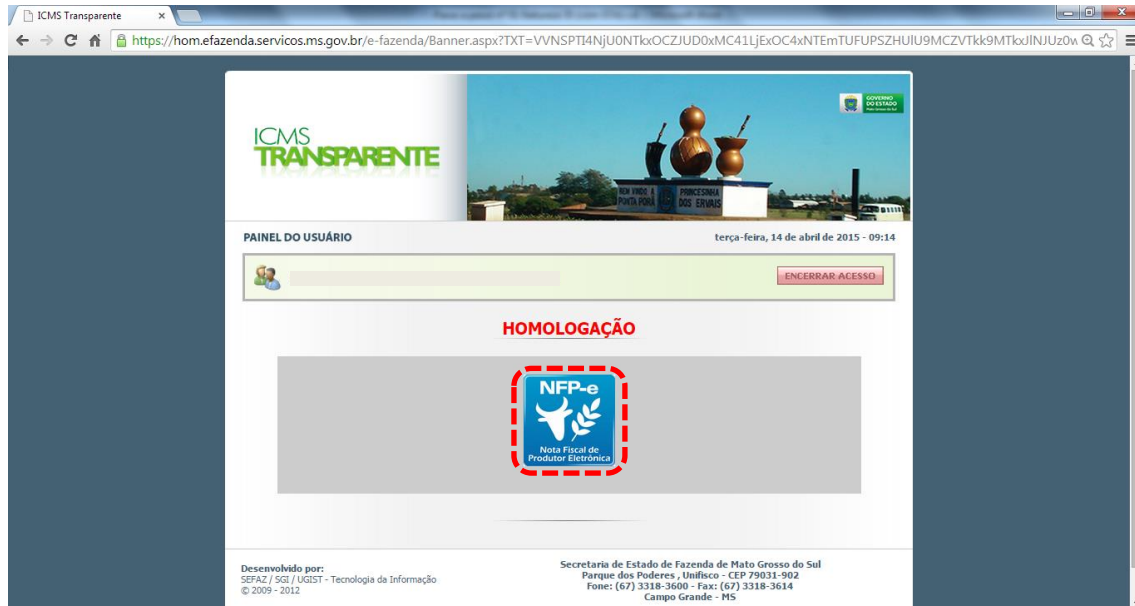 ICMS Transparente
https://hom.efazenda.servicos.ms.gov.br/e-fazenda/Banner.aspx?TXT=
ICMS
TRANSPARENTE
GOVERNO
DO ESTADO
Mato Grosso do Sul
BEM VINDO A
PONTA PORÃ
PRINCESINHA
DOS ERVAIS
PAINEL DO USUÁRIO
terça-feira, 14 de abril de 2015 - 09:14
ENCERRAR ACESSO
HOMOLOGAÇÃO
NFP-e
Nota Fiscal de
Produtor Eletrônica
Desenvolvido por:
SEFAZ / SGI / UGIST - Tecnologia da Informação
© 2009 - 2012
Secretaria de Estado de Fazenda de Mato Grosso do Sul
Parque dos Poderes , Unifisco - CEP 79031-902
Fone: (67) 3318-3600 - Fax: (67) 3318-3614
Campo Grande - MS